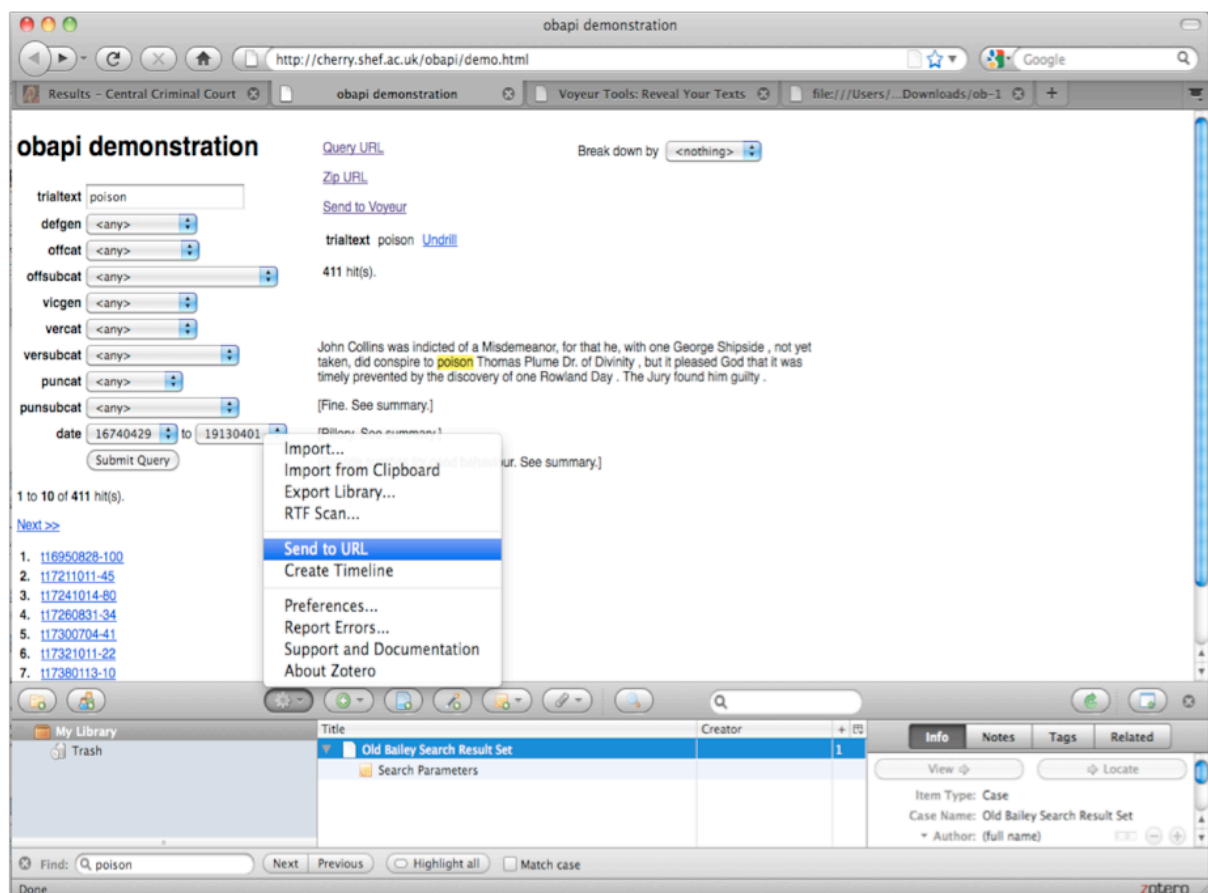 obapi demonstration
http://cherry.shef.ac.uk/obapi/demo.html
Google
Results – Central Criminal Court
obapi demonstration
Voyeur Tools: Reveal Your Texts
file:///Users/...Downloads/ob-1
+
obapi demonstration
trialtext poison
defgen <any>
offcat <any>
offsubcat <any>
vicgen <any>
vercat <any>
versubcat <any>
puncat <any>
punsubcat <any>
date 16740429 to 19130401
Submit Query
1 to 10 of 411 hit(s).
Next >>
1. t16950828-100
2. t17211011-45
3. t17241014-80
4. t17260831-34
5. t17300704-41
6. t17321011-22
7. t17380113-10
Query URL
Zip URL
Send to Voyeur
Break down by <nothing>
trialtext poison Undrill
411 hit(s).
John Collins was indicted of a Misdemeanor, for that he, with one George Shipside , not yet
taken, did conspire to poison Thomas Plume Dr. of Divinity , but it pleased God that it was
timely prevented by the discovery of one Rowland Day . The Jury found him guilty .
[Fine. See summary.]
[Pillory. See summary.]
our. See summary.]
Import...
Import from Clipboard
Export Library...
RTF Scan...
Send to URL
Create Timeline
Preferences...
Report Errors...
Support and Documentation
About Zotero
My Library
Trash
Title Creator +
Old Bailey Search Result Set 1
Search Parameters
Info Notes Tags Related
View Locate
Item Type: Case
Case Name: Old Bailey Search Result Set
Author: (full name)
Find: poison Next Previous Highlight all Match case
Done
zotero